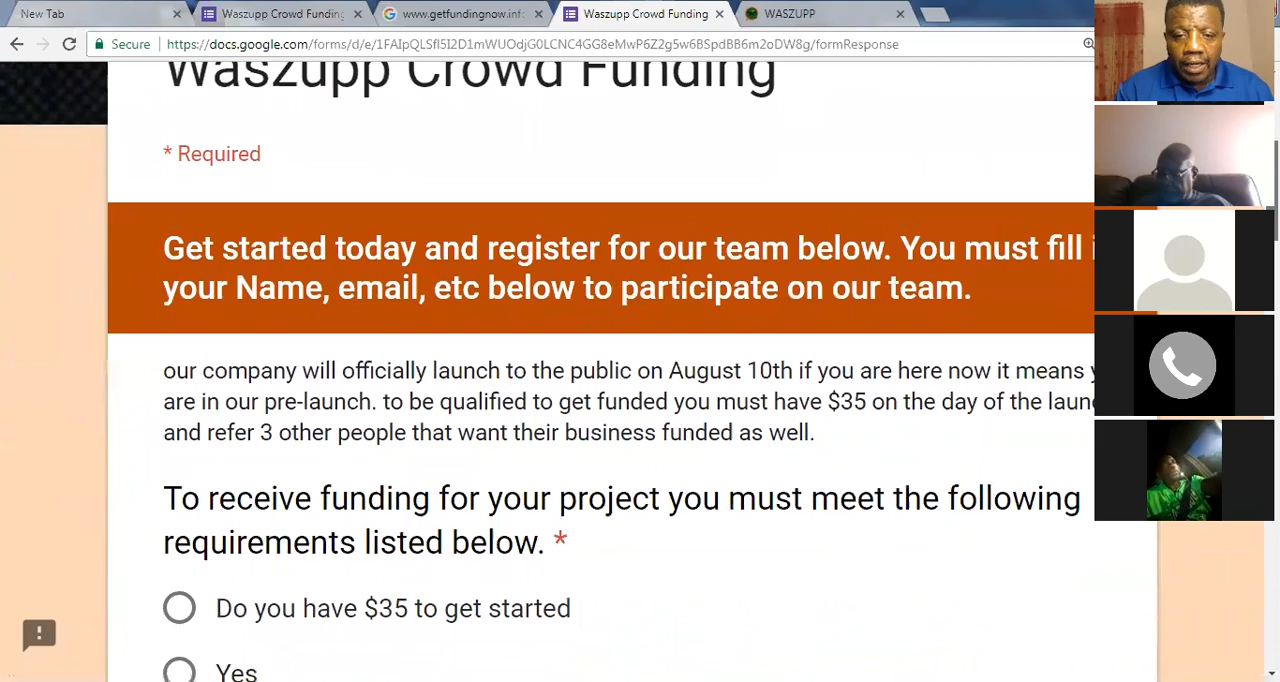 New Tab
Waszupp Crowd Funding
www.getfundingnow.inf
Waszupp Crowd Funding
WASZUPP
Secure
https://docs.google.com/forms/d/e/1FAIpQLSfI5I2D1mWUOdjG0LCNC4GG8eMwP6Z2g5w6BSpdBB6m2oDW8g/formResponse
Waszupp Crowd Funding
* Required
Get started today and register for our team below. You must fill
your Name, email, etc below to participate on our team.
our company will officially launch to the public on August 10th if you are here now it means
are in our pre-launch. to be qualified to get funded you must have $35 on the day of the laun
and refer 3 other people that want their business funded as well.
To receive funding for your project you must meet the following
requirements listed below. *
Do you have $35 to get started
Yes